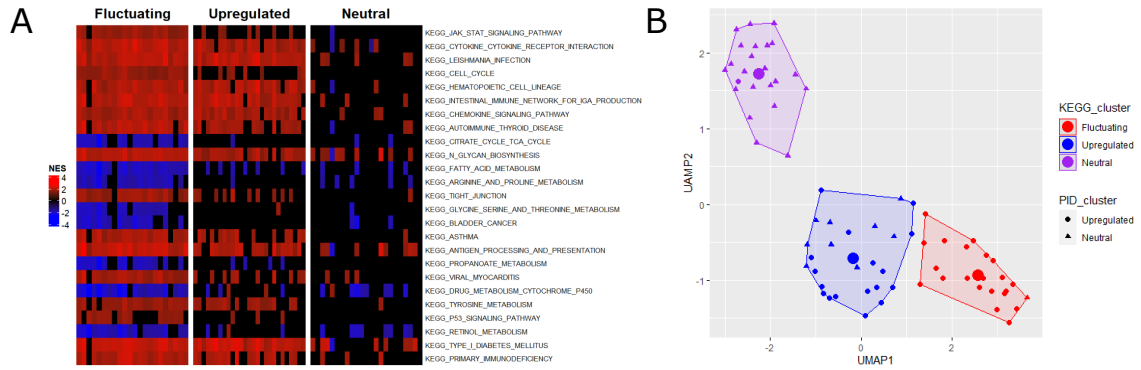 A
Fluctuating Upregulated Neutral
KEGG_JAK_STAT_SIGNALING_PATHWAY
KEGG_CYTOKINE_CYTOKINE_RECEPTOR_INTERACTION
KEGG_LEISHMANIA_INFECTION
KEGG_CELL_CYCLE
KEGG_HEMATOPOIETIC_CELL_LINEAGE
KEGG_INTESTINAL_IMMUNE_NETWORK_FOR_IGA_PRODUCTION
KEGG_CHEMOKINE_SIGNALING_PATHWAY
KEGG_AUTOIMMUNE_THYROID_DISEASE
KEGG_CITRATE_CYCLE_TCA_CYCLE
KEGG_N_GLYCAN_BIOSYNTHESIS
KEGG_FATTY_ACID_METABOLISM
KEGG_ARGININE_AND_PROLINE_METABOLISM
KEGG_TIGHT_JUNCTION
KEGG_GLYCINE_SERINE_AND_THREONINE_METABOLISM
KEGG_BLADDER_CANCER
KEGG_ASTHMA
KEGG_ANTIGEN_PROCESSING_AND_PRESENTATION
KEGG_PROPANOATE_METABOLISM
KEGG_VIRAL_MYOCARDITIS
KEGG_DRUG_METABOLISM_CYTOCHROME_P450
KEGG_TYROSINE_METABOLISM
KEGG_P53_SIGNALING_PATHWAY
KEGG_RETINOL_METABOLISM
KEGG_TYPE_I_DIABETES_MELLITUS
KEGG_PRIMARY_IMMUNODEFICIENCY
NES
4
2
0
-2
-4
B
UAMP2
2
1
0
-1
-2 0 2
UMAP1
KEGG_cluster
Fluctuating
Upregulated
Neutral
PID_cluster
Upregulated
Neutral